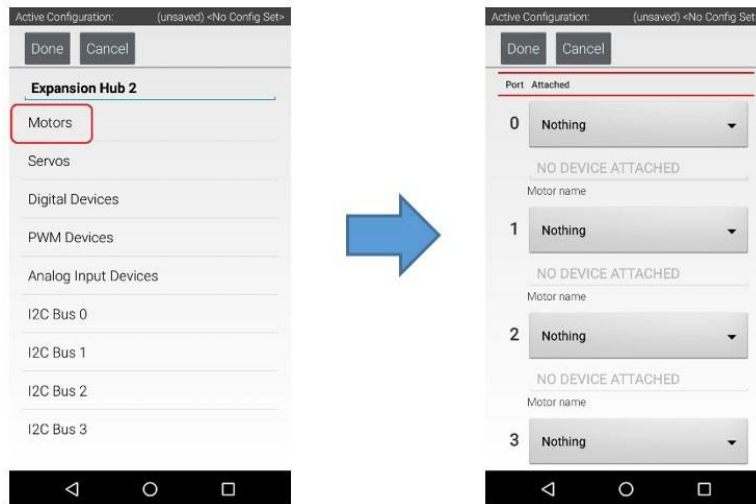 Active Configuration: (unsaved) <No Config Set>
Done Cancel
Expansion Hub 2
Motors
Servos
Digital Devices
PWM Devices
Analog Input Devices
I2C Bus 0
I2C Bus 1
I2C Bus 2
I2C Bus 3
Active Configuration: (unsaved) <No Config Set
Done Cancel
Port Attached
0 Nothing
NO DEVICE ATTACHED
Motor name
1 Nothing
NO DEVICE ATTACHED
Motor name
2 Nothing
NO DEVICE ATTACHED
Motor name
3 Nothing